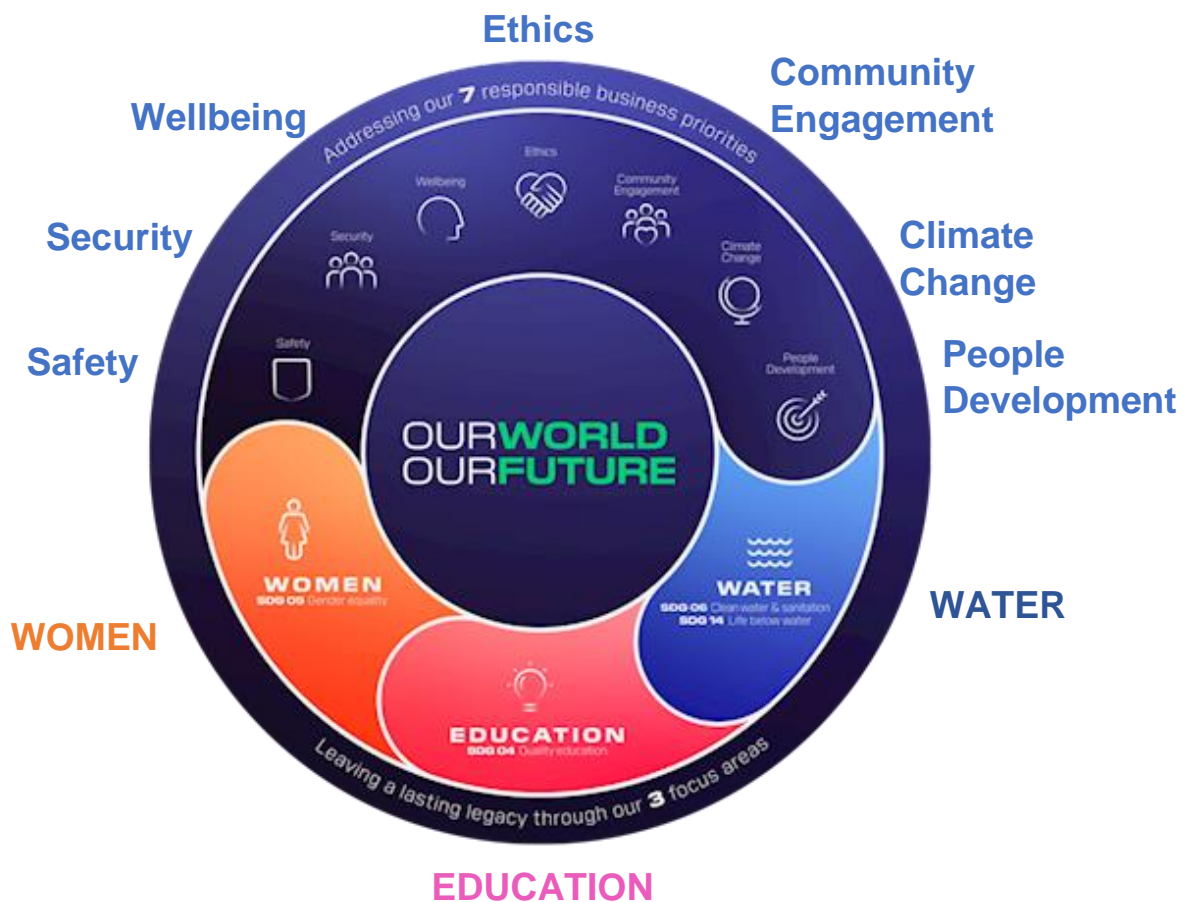 Ethics
Community
Engagement
Wellbeing
Addressing our 7 responsible business priorities
Ethics
Wellbeing
Community
Engagement
Security
Security
Climate
Change
Climate
Change
Safety
Safety
People
Development
People
Development
OURWORLD
OURFUTURE
WOMEN
SDG 05 Gender equality
WATER
SDG 06 Clean water & sanitation
SDG 14 Life below water
WOMEN
WATER
EDUCATION
SDG 04 Quality education
Leaving a lasting legacy through our 3 focus areas
EDUCATION